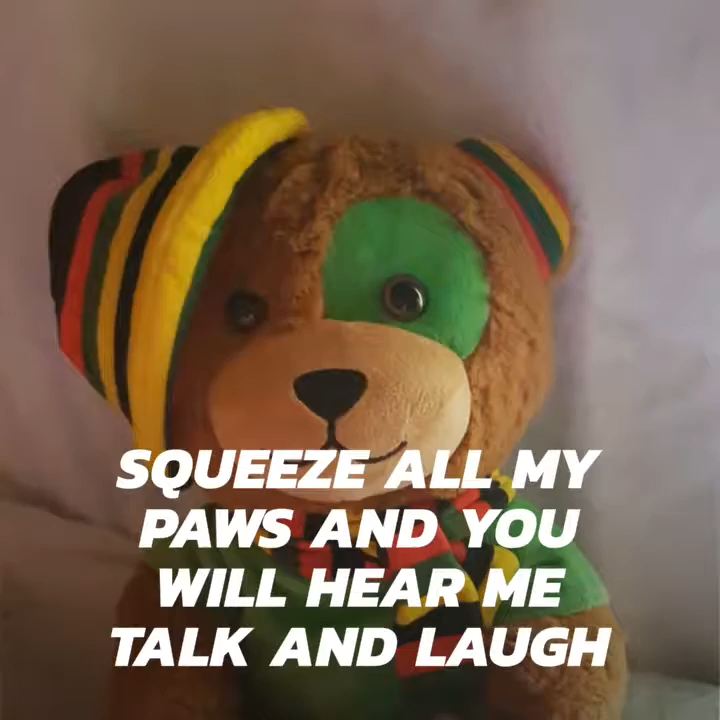 SQUEEZE ALL MY
PAWS AND YOU
WILL HEAR ME
TALK AND LAUGH